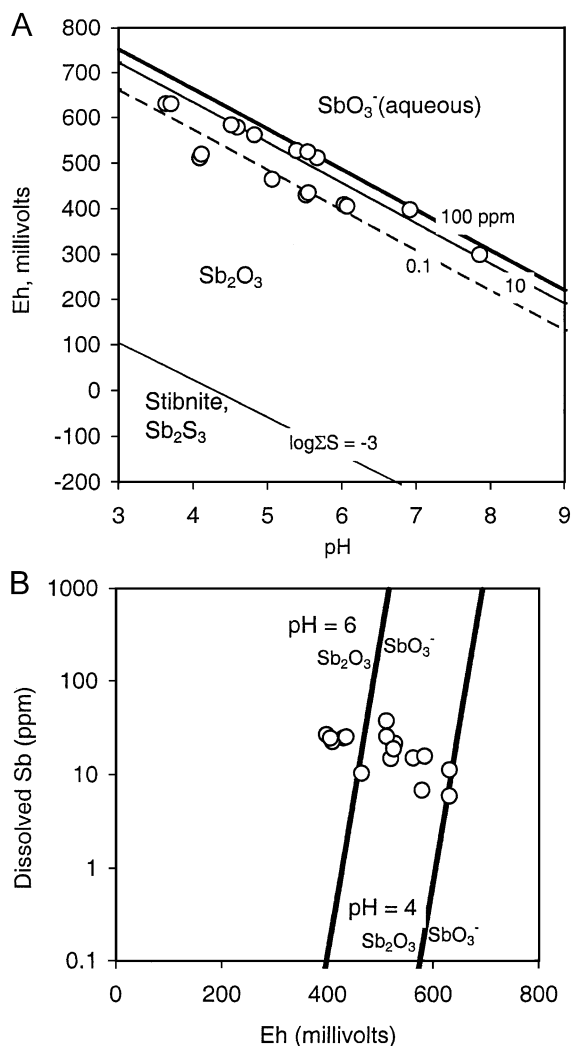 A
800
700
600
500
400
300
200
100
0
-100
-200
Eh, millivolts
SbO₃⁻(aqueous)
100 ppm
10
0.1
Sb₂O₃
Stibnite,
Sb₂S₃
logΣS = -3
3 4 5 6 7 8 9
pH
B
1000
100
10
1
0.1
Dissolved Sb (ppm)
pH = 6
Sb₂O₃ SbO₃⁻
pH = 4
Sb₂O₃ SbO₃⁻
0 200 400 600 800
Eh (millivolts)